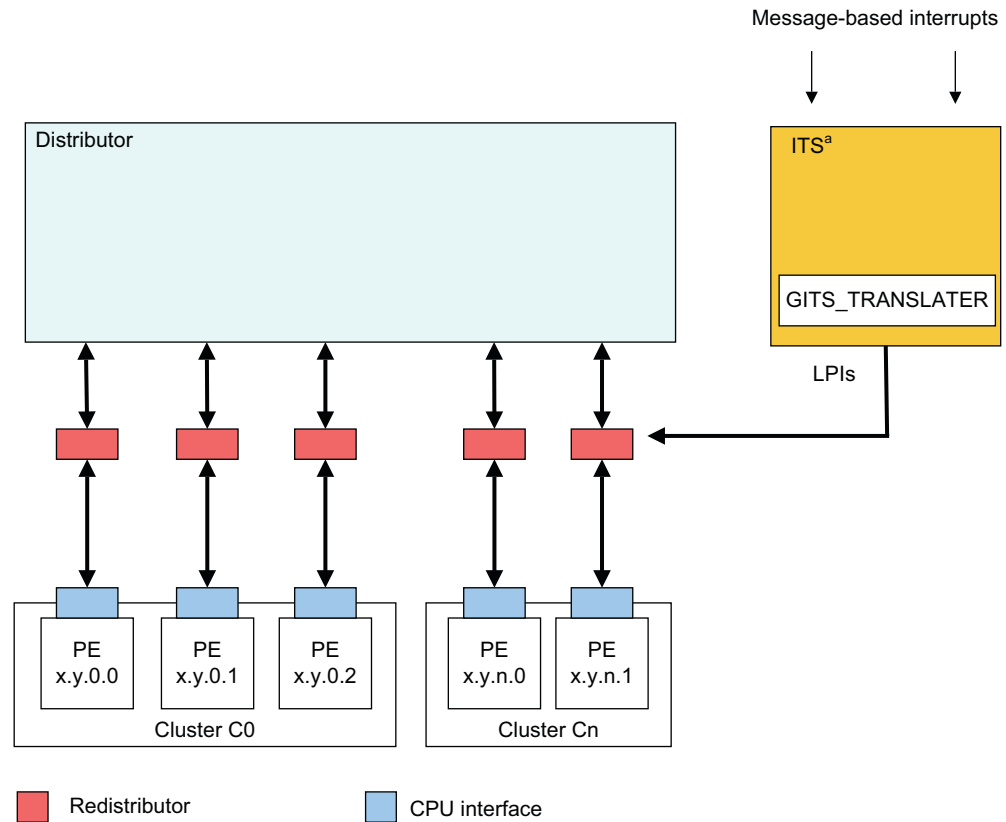 Message-based interrupts
Distributor
ITSa
GITS_TRANSLATER
LPIs
PE
x.y.0.0
PE
x.y.0.1
PE
x.y.0.2
PE
x.y.n.0
PE
x.y.n.1
Cluster C0
Cluster Cn
Redistributor
CPU interface